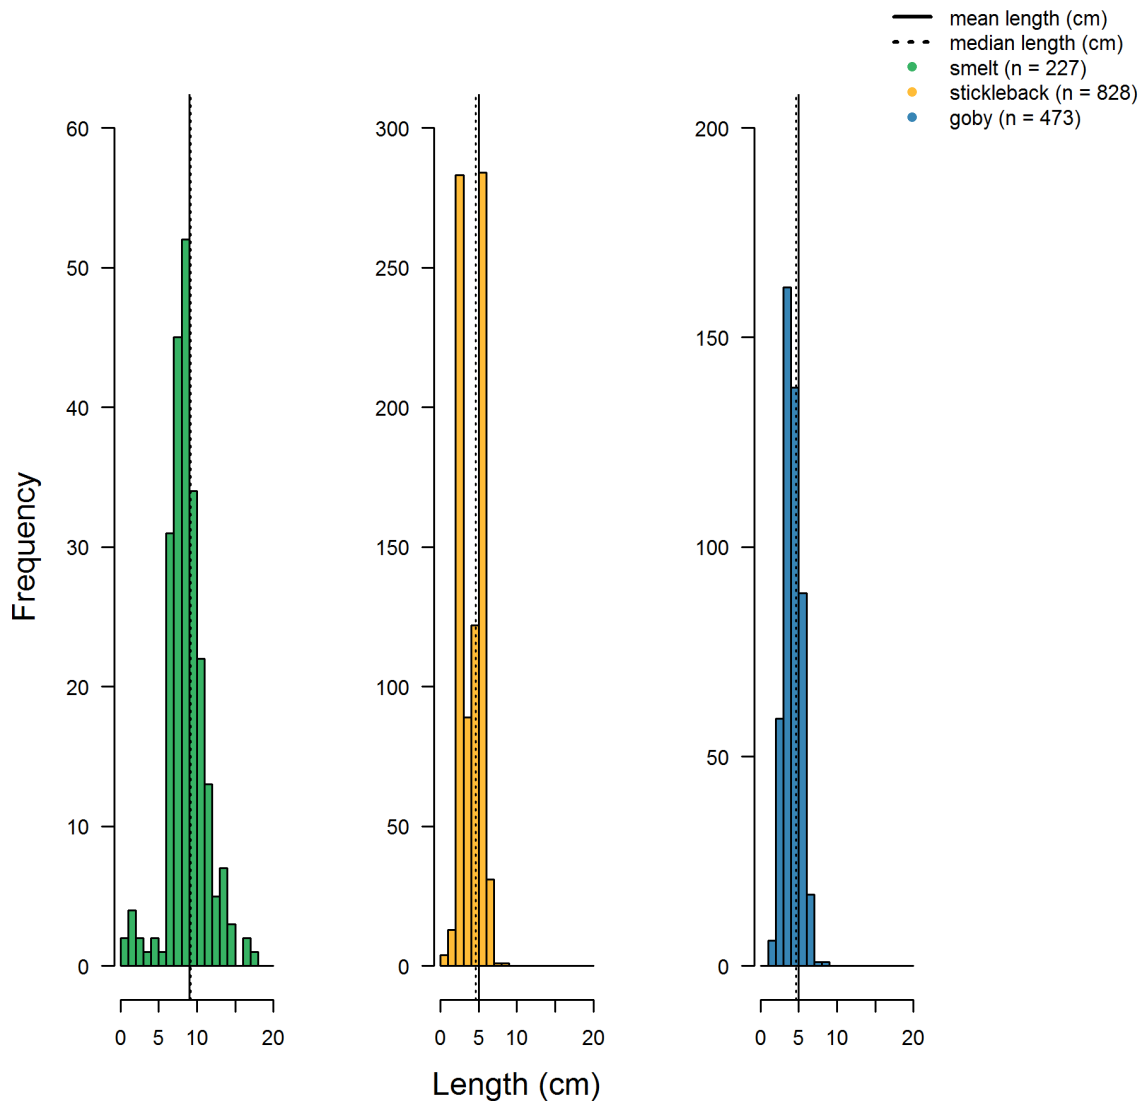 mean length (cm)
median length (cm)
smelt (n = 227)
stickleback (n = 828)
goby (n = 473)
Frequency
60
50
40
30
20
10
0
0 5 10 20
300
250
200
150
100
50
0
0 5 10 20
200
150
100
50
0
0 5 10 20
Length (cm)